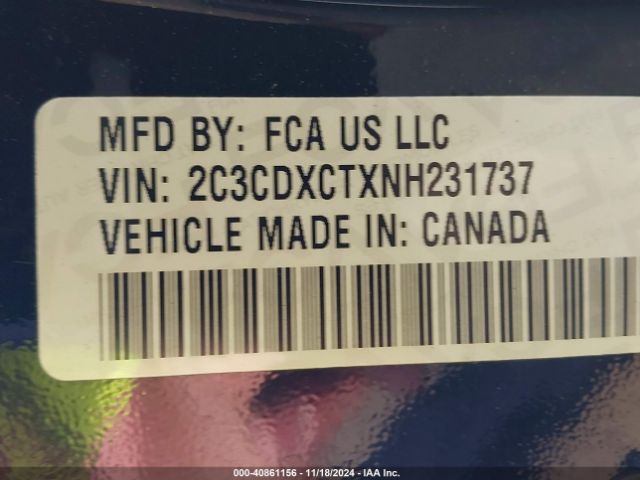 MFD BY: FCA US LLC
VIN: 2C3CDXCTXNH231737
VEHICLE MADE IN: CANADA
000-40861156 - 11/18/2024 - IAA Inc.